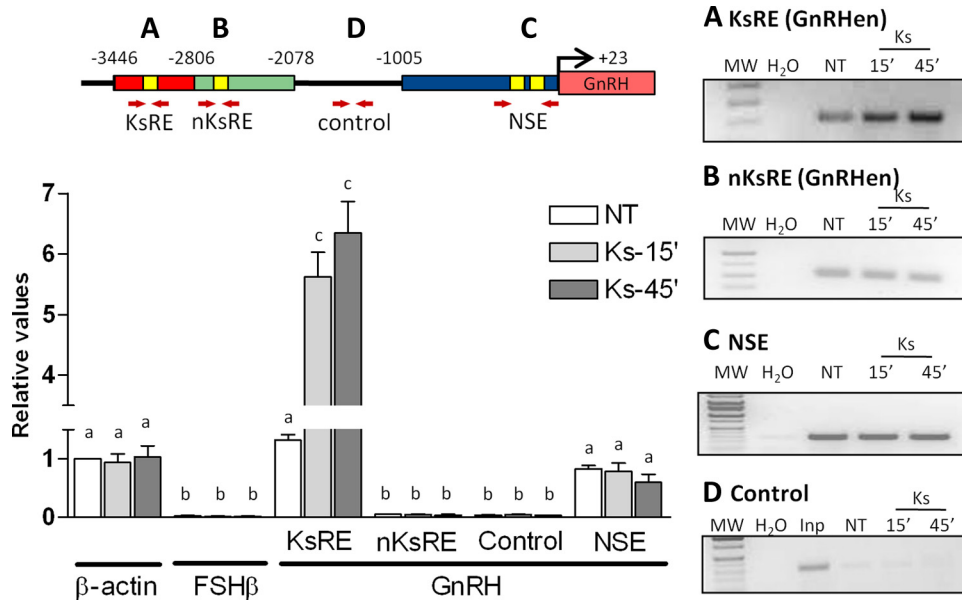 A B D C
-3446 -2806 -2078 -1005 +23
GnRH
KsRE nKsRE control NSE
Relative values
7
6
5
4
1
0
NT
Ks-15'
Ks-45'
a a a b b b a c c b b b b b b a a a
KsRE nKsRE Control NSE
β-actin FSHβ GnRH
A KsRE (GnRHen)
Ks
MW H₂O NT 15’ 45’
B nKsRE (GnRHen)
Ks
MW H₂O NT 15’ 45’
C NSE
Ks
MW H₂O NT 15’ 45’
D Control
Ks
MW H₂O Inp NT 15’ 45’